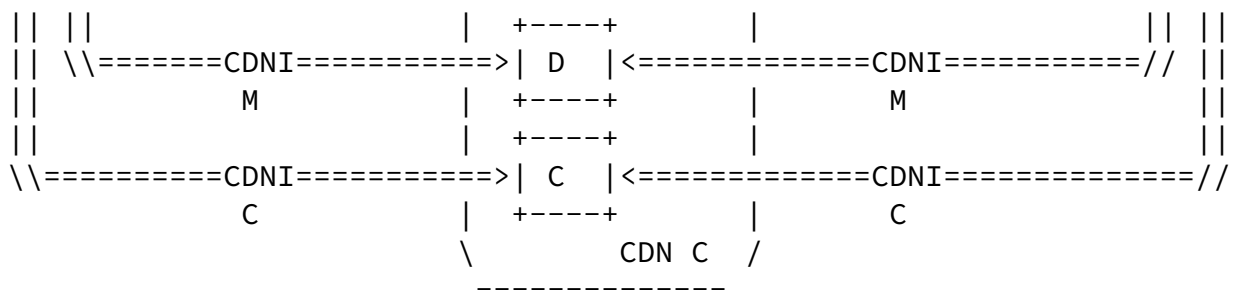 || ||                     |  +----+        |                      || ||
|| \\=======CDNI===========>| D  |<=============CDNI===========// ||
||           M            |  +----+        |       M                 ||
||                        |  +----+        |                         ||
\\==========CDNI===========>| C  |<=============CDNI==============//
             C            |  +----+        |       C
                          \        CDN C  /
                           --------------